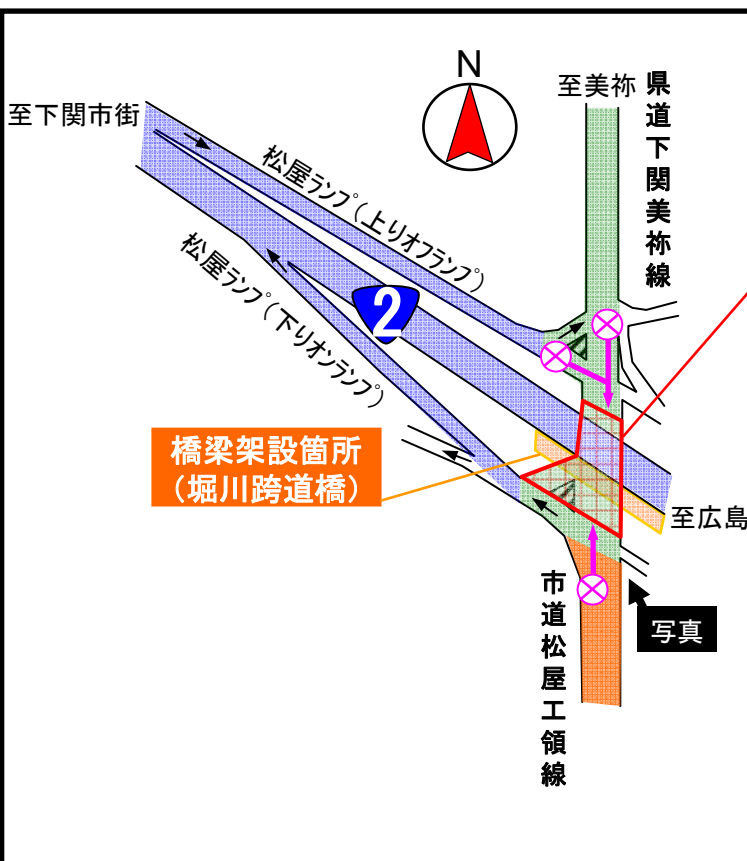 N
至美祢
県道下関美祢線
至下関市街
松屋ランプ(上りオフランプ)
松屋ランプ(下りオンランプ)
2
橋梁架設箇所
(堀川跨道橋)
至広島
市道松屋工領線
写真